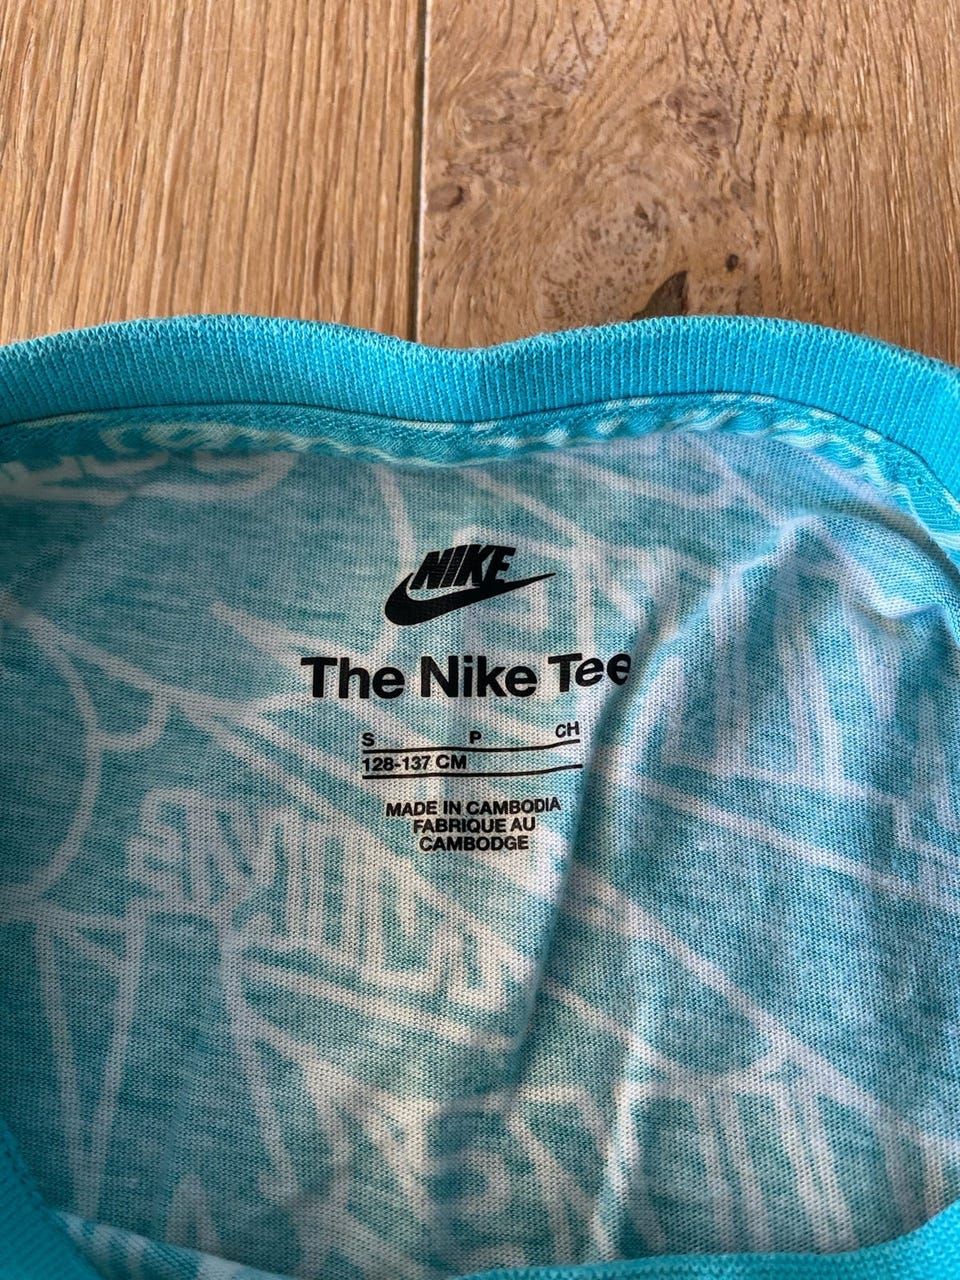 NIKE
The Nike Tee
S P CH
128-137 CM
MADE IN CAMBODIA
FABRIQUE AU
CAMBODGE